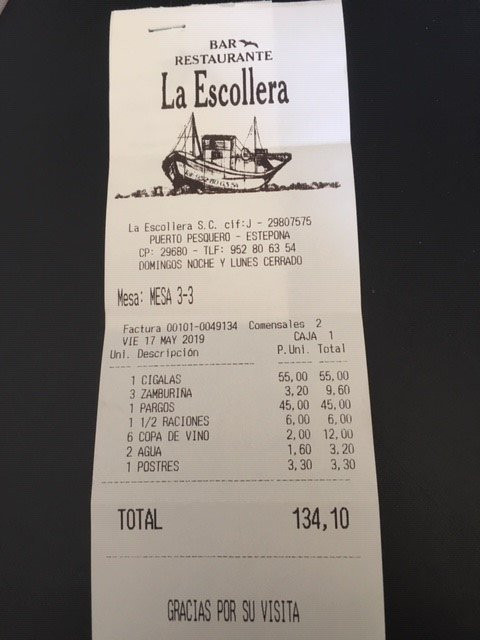 BAR
RESTAURANTE
La Escollera
La Escollera S.C. cif:J - 29807575
PUERTO PESQUERO - ESTEPONA
CP: 29680 - TLF: 952 80 63 54
DOMINGOS NOCHE Y LUNES CERRADO
Mesa: MESA 3-3
Factura 00101-0049134 Comensales 2
VIE 17 MAY 2019 CAJA 1
Uni. Descripción P.Uni. Total
1 CIGALAS 55,00 55,00
3 ZAMBURIÑA 3,20 9,60
1 PARGOS 45,00 45,00
1 1/2 RACIONES 6,00 6,00
6 COPA DE VINO 2,00 12,00
2 AGUA 1,60 3,20
1 POSTRES 3,30 3,30
TOTAL 134,10
GRACIAS POR SU VISITA